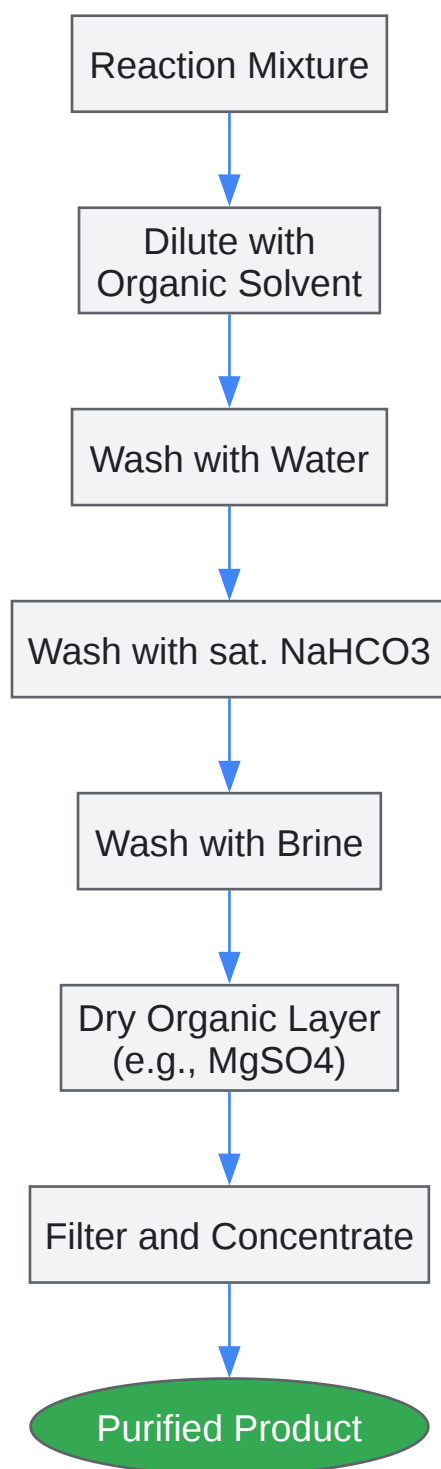 Reaction Mixture
Dilute with
Organic Solvent
Wash with Water
Wash with sat. NaHCO3
Wash with Brine
Dry Organic Layer
(e.g., MgSO4)
Filter and Concentrate
Purified Product